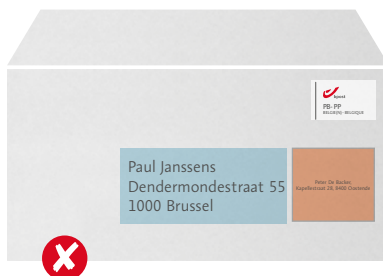 bpost
PB- PP
BELGIE(N) - BELGIQUE
Paul Janssens
Dendermondestraat 55
1000 Brussel
Peter De Backer,
Kapellestraat 28, 8400 Oostende